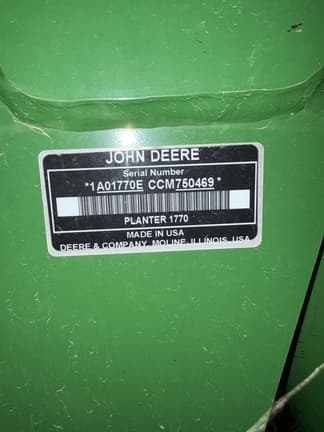 JOHN DEERE
Serial Number
*1A01770E CCM750469*
PLANTER 1770
MADE IN USA
DEERE & COMPANY, MOLINE, ILLINOIS, USA